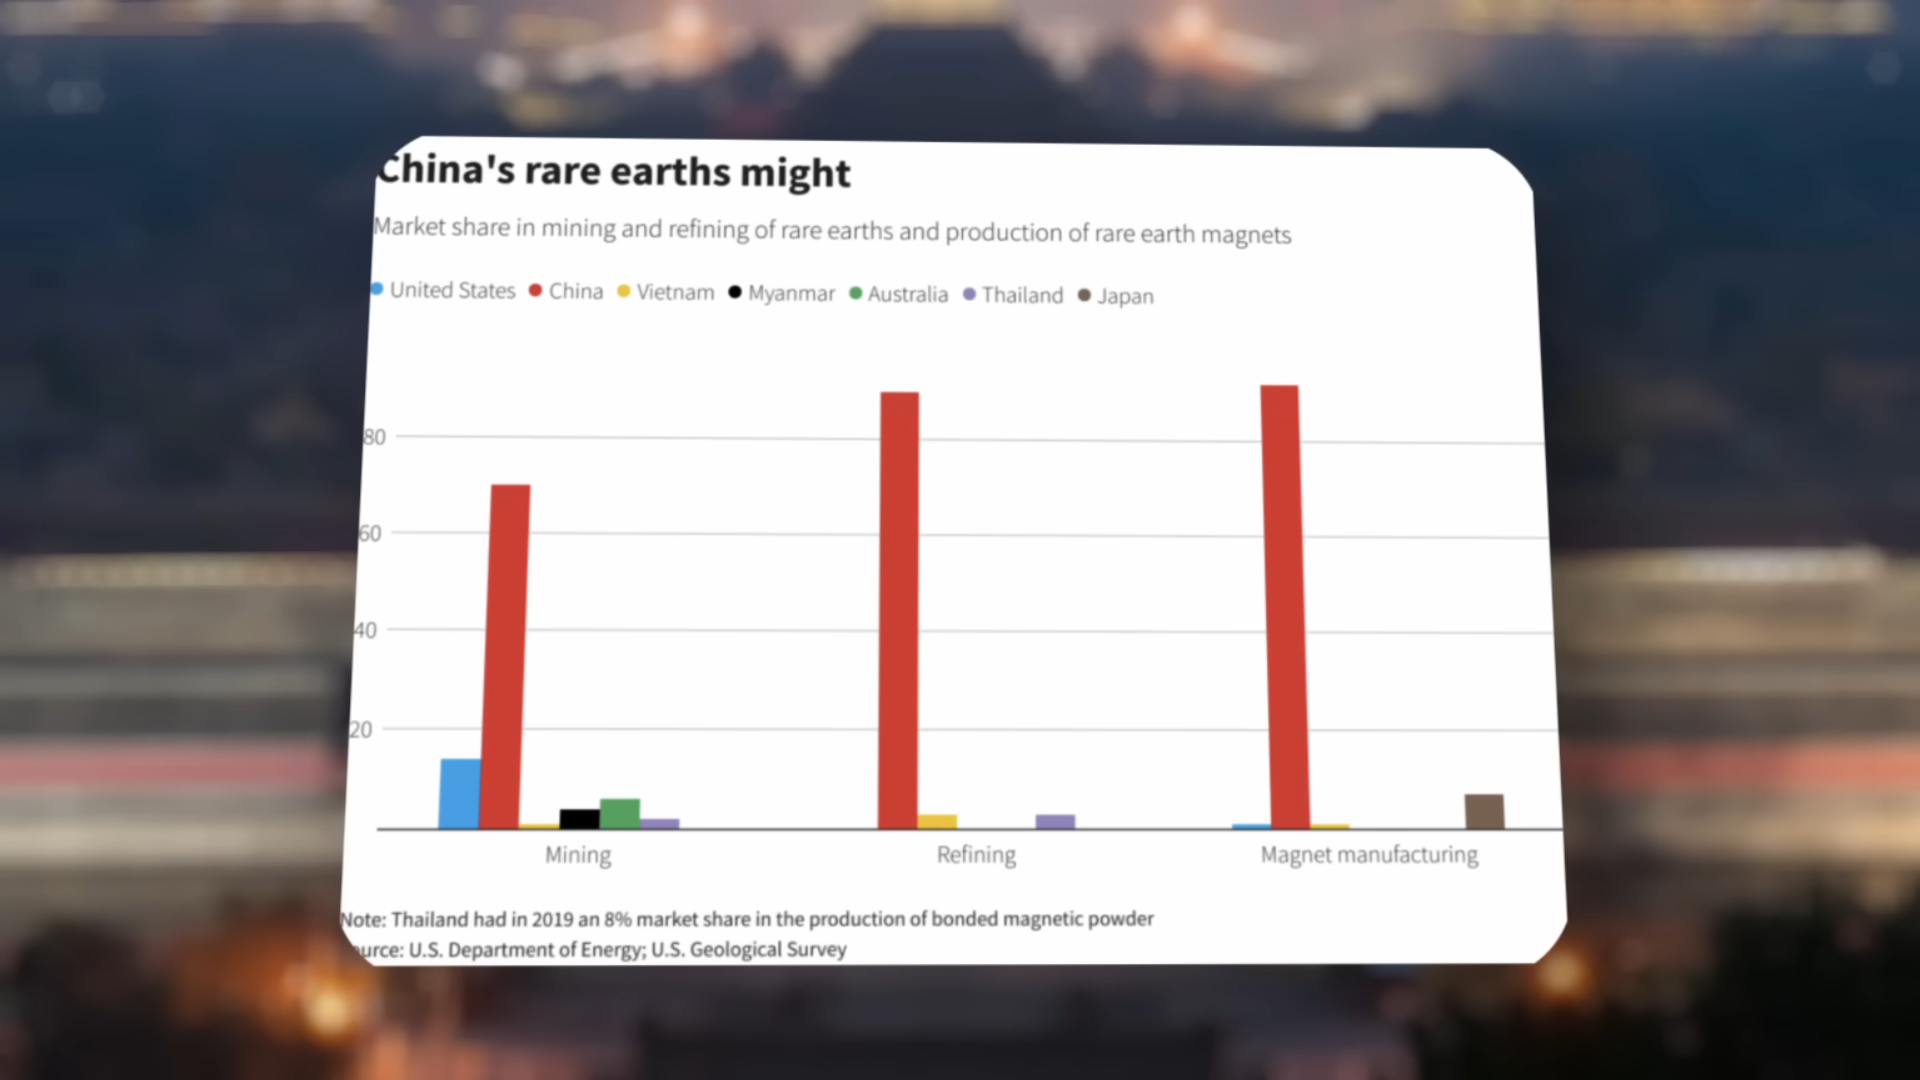 China's rare earths might
Market share in mining and refining of rare earths and production of rare earth magnets
United States China Vietnam Myanmar Australia Thailand Japan
80
60
40
20
Mining Refining Magnet manufacturing
Note: Thailand had in 2019 an 8% market share in the production of bonded magnetic powder
ource: U.S. Department of Energy; U.S. Geological Survey